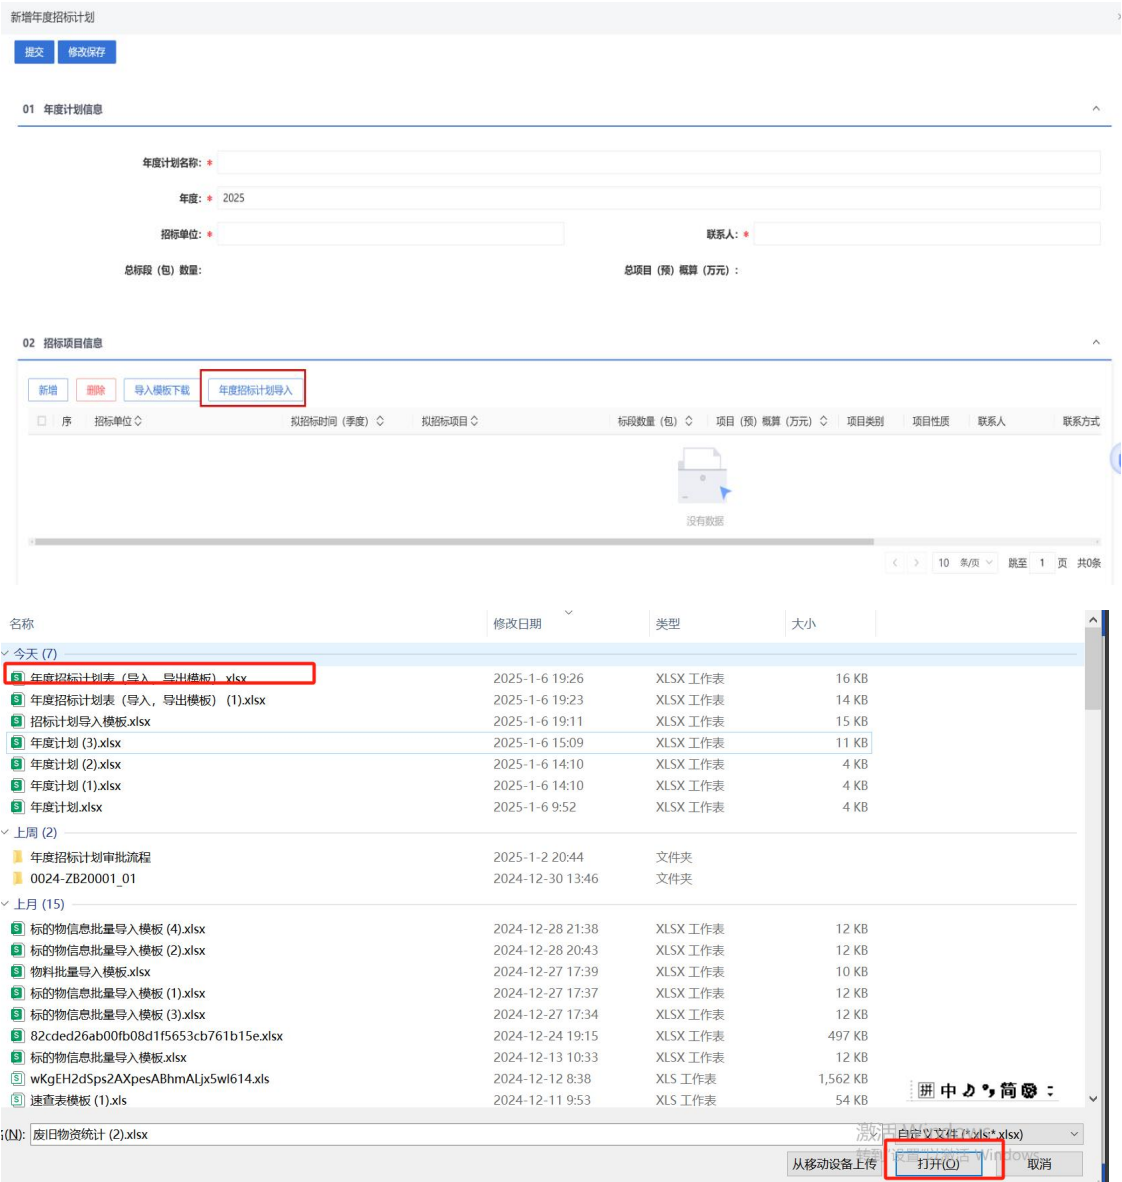 新增年度招标计划
提交 修改保存
01 年度计划信息
年度计划名称: *
年度: * 2025
招标单位: * 联系人: *
总标段（包）数量: 总项目（预）概算（万元）:
02 招标项目信息
新增 删除 导入模板下载 年度招标计划导入
序 招标单位 拟招标时间（季度） 拟招标项目 标段数量（包） 项目（预）概算（万元） 项目类别 项目性质 联系人 联系方式
没有数据
10 条/页 跳至 1 页 共0条
名称 修改日期 类型 大小
今天 (7)
年度招标计划表（导入，导出模板）.xlsx 2025-1-6 19:26 XLSX 工作表 16 KB
年度招标计划表（导入，导出模板） (1).xlsx 2025-1-6 19:23 XLSX 工作表 14 KB
招标计划导入模板.xlsx 2025-1-6 19:11 XLSX 工作表 15 KB
年度计划 (3).xlsx 2025-1-6 15:09 XLSX 工作表 11 KB
年度计划 (2).xlsx 2025-1-6 14:10 XLSX 工作表 4 KB
年度计划 (1).xlsx 2025-1-6 14:10 XLSX 工作表 4 KB
年度计划.xlsx 2025-1-6 9:52 XLSX 工作表 4 KB
上周 (2)
年度招标计划审批流程 2025-1-2 20:44 文件夹
0024-ZB20001_01 2024-12-30 13:46 文件夹
上月 (15)
标的物信息批量导入模板 (4).xlsx 2024-12-28 21:38 XLSX 工作表 12 KB
标的物信息批量导入模板 (2).xlsx 2024-12-28 20:43 XLSX 工作表 12 KB
物料批量导入模板.xlsx 2024-12-27 17:39 XLSX 工作表 10 KB
标的物信息批量导入模板 (1).xlsx 2024-12-27 17:37 XLSX 工作表 12 KB
标的物信息批量导入模板 (3).xlsx 2024-12-27 17:34 XLSX 工作表 12 KB
82cded26ab00fb08d1f5653cb761b15e.xlsx 2024-12-24 19:15 XLSX 工作表 497 KB
标的物信息批量导入模板.xlsx 2024-12-13 10:33 XLSX 工作表 12 KB
wKgEH2dSps2AXpesABhmALjx5wl614.xls 2024-12-12 8:38 XLS 工作表 1,562 KB
速查表模板 (1).xls 2024-12-11 9:53 XLS 工作表 54 KB
拼 中 简
(N): 废旧物资统计 (2).xlsx 自定义文件 (*.xls;*.xlsx)
从移动设备上传 打开(O) 取消